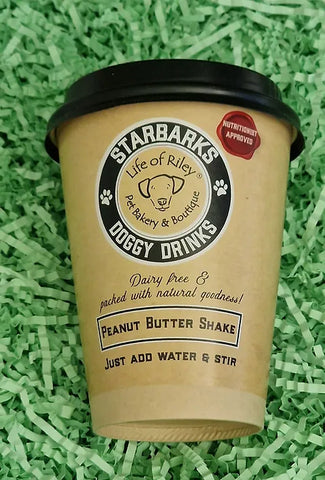 STARBARKS
Life of Riley®
Pet Bakery & Boutique
DOGGY DRINKS
NUTRITIONIST
APPROVED
Dairy free &
packed with natural goodness!
PEANUT BUTTER SHAKE
JUST ADD WATER & STIR